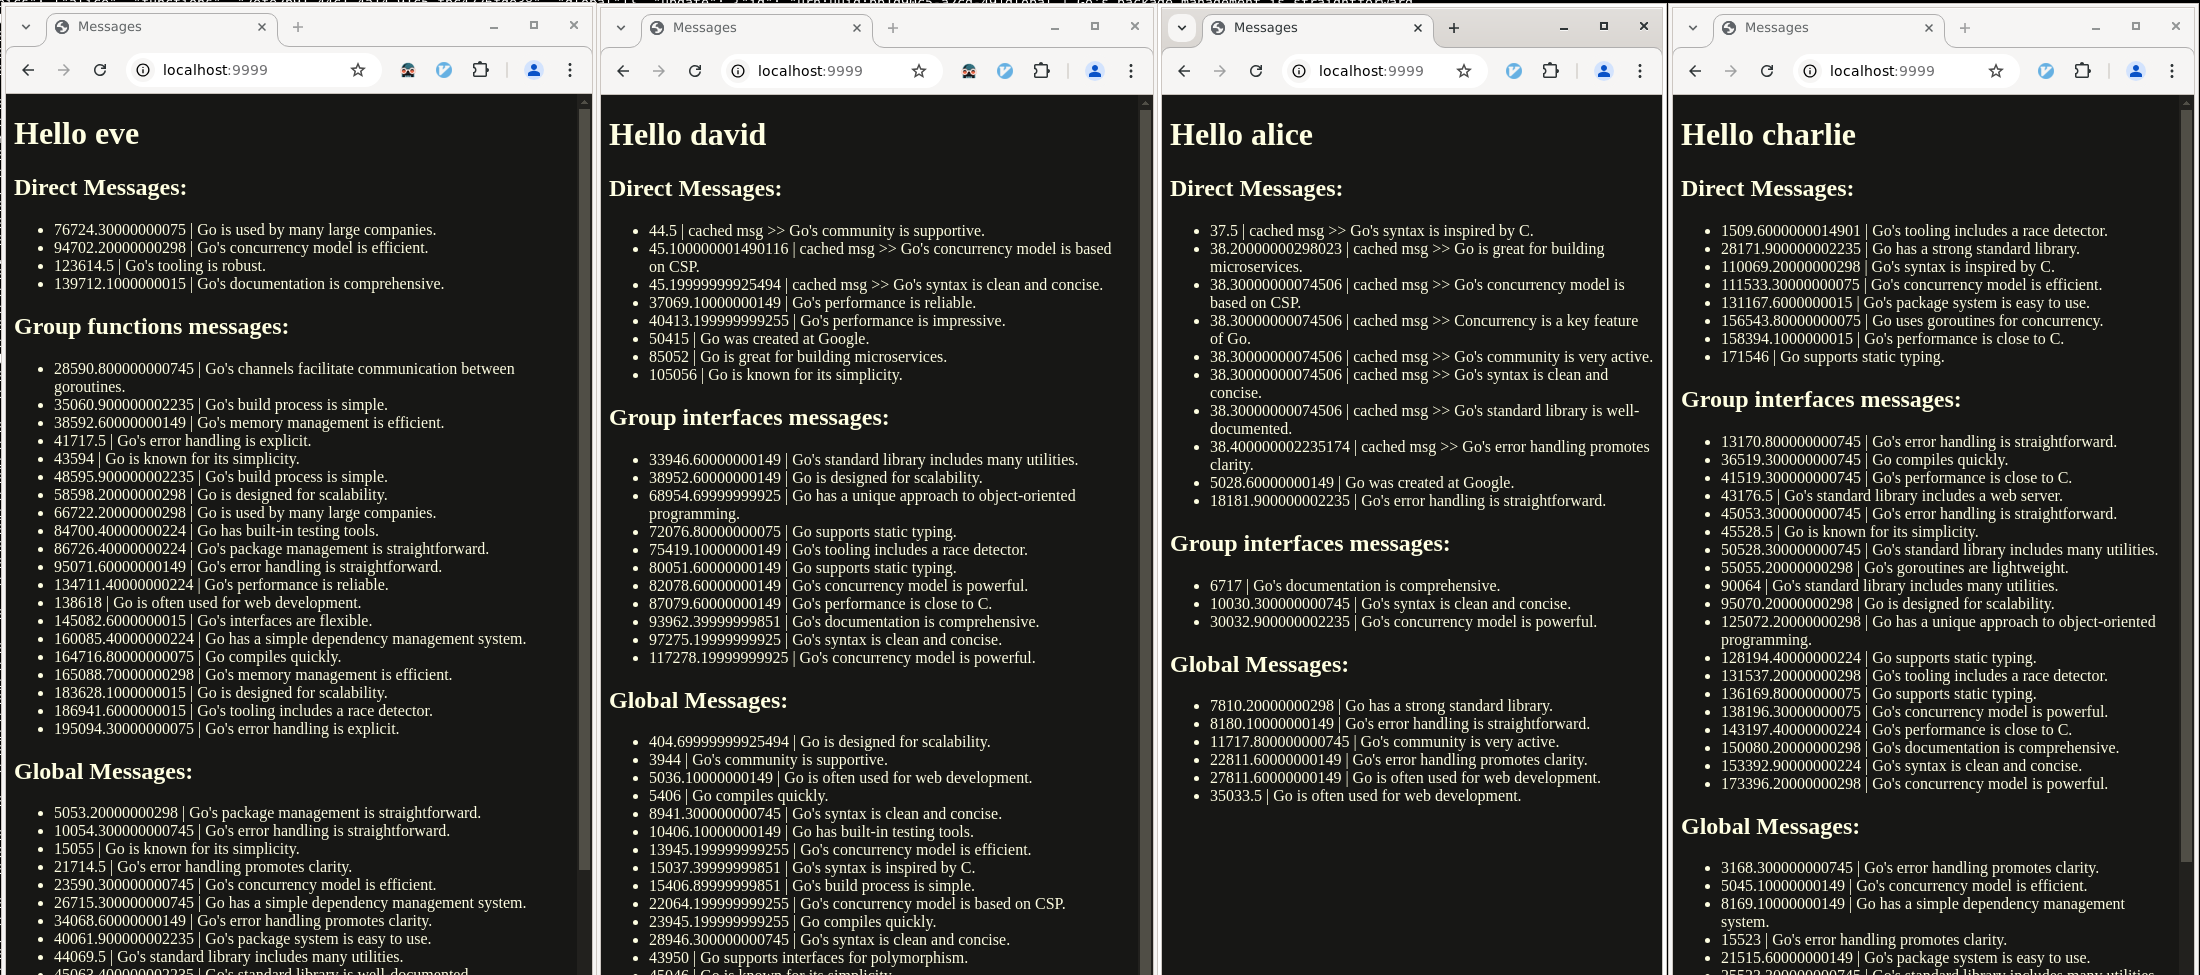 Messages
localhost:9999
Hello eve
Direct Messages:
76724.30000000075 | Go is used by many large companies.
94702.20000000298 | Go's concurrency model is efficient.
123614.5 | Go's tooling is robust.
139712.1000000015 | Go's documentation is comprehensive.
Group functions messages:
28590.800000000745 | Go's channels facilitate communication between
goroutines.
35060.900000002235 | Go's build process is simple.
38592.60000000149 | Go's memory management is efficient.
41717.5 | Go's error handling is explicit.
43594 | Go is known for its simplicity.
48595.900000002235 | Go's build process is simple.
58598.20000000298 | Go is designed for scalability.
66722.20000000298 | Go is used by many large companies.
84700.40000000224 | Go has built-in testing tools.
86726.40000000224 | Go's package management is straightforward.
95071.60000000149 | Go's error handling is straightforward.
134711.40000000224 | Go's performance is reliable.
138618 | Go is often used for web development.
145082.6000000015 | Go's interfaces are flexible.
160085.40000000224 | Go has a simple dependency management system.
164716.80000000075 | Go compiles quickly.
165088.70000000298 | Go's memory management is efficient.
183628.1000000015 | Go is designed for scalability.
186941.6000000015 | Go's tooling includes a race detector.
195094.30000000075 | Go's error handling is explicit.
Global Messages:
5053.20000000298 | Go's package management is straightforward.
10054.300000000745 | Go's error handling is straightforward.
15055 | Go is known for its simplicity.
21714.5 | Go's error handling promotes clarity.
23590.300000000745 | Go's concurrency model is efficient.
26715.300000000745 | Go has a simple dependency management system.
34068.60000000149 | Go's error handling promotes clarity.
40061.900000002235 | Go's package system is easy to use.
44069.5 | Go's standard library includes many utilities.
45063.400000002235 | Go's standard library is well-documented.
Messages
localhost:9999
Hello david
Direct Messages:
44.5 | cached msg >> Go's community is supportive.
45.100000001490116 | cached msg >> Go's concurrency model is based
on CSP.
45.19999999925494 | cached msg >> Go's syntax is clean and concise.
37069.10000000149 | Go's performance is reliable.
40413.199999999255 | Go's performance is impressive.
50415 | Go was created at Google.
85052 | Go is great for building microservices.
105056 | Go is known for its simplicity.
Group interfaces messages:
33946.60000000149 | Go's standard library includes many utilities.
38952.60000000149 | Go is designed for scalability.
68954.69999999925 | Go has a unique approach to object-oriented
programming.
72076.80000000075 | Go supports static typing.
75419.10000000149 | Go's tooling includes a race detector.
80051.60000000149 | Go supports static typing.
82078.60000000149 | Go's concurrency model is powerful.
87079.60000000149 | Go's performance is close to C.
93962.39999999851 | Go's documentation is comprehensive.
97275.19999999925 | Go's syntax is clean and concise.
117278.19999999925 | Go's concurrency model is powerful.
Global Messages:
404.69999999925494 | Go is designed for scalability.
3944 | Go's community is supportive.
5036.10000000149 | Go is often used for web development.
5406 | Go compiles quickly.
8941.300000000745 | Go's syntax is clean and concise.
10406.10000000149 | Go has built-in testing tools.
13945.199999999255 | Go's concurrency model is efficient.
15037.39999999851 | Go's syntax is inspired by C.
15406.89999999851 | Go's build process is simple.
22064.199999999255 | Go's concurrency model is based on CSP.
23945.199999999255 | Go compiles quickly.
28946.300000000745 | Go's syntax is clean and concise.
43950 | Go supports interfaces for polymorphism.
45046 | Go is known for its simplicity.
Messages
localhost:9999
Hello alice
Direct Messages:
37.5 | cached msg >> Go's syntax is inspired by C.
38.20000000298023 | cached msg >> Go is great for building
microservices.
38.30000000074506 | cached msg >> Go's concurrency model is
based on CSP.
38.30000000074506 | cached msg >> Concurrency is a key feature
of Go.
38.30000000074506 | cached msg >> Go's community is very active.
38.30000000074506 | cached msg >> Go's syntax is clean and
concise.
38.30000000074506 | cached msg >> Go's standard library is well-
documented.
38.400000002235174 | cached msg >> Go's error handling promotes
clarity.
5028.60000000149 | Go was created at Google.
18181.900000002235 | Go's error handling is straightforward.
Group interfaces messages:
6717 | Go's documentation is comprehensive.
10030.300000000745 | Go's syntax is clean and concise.
30032.900000002235 | Go's concurrency model is powerful.
Global Messages:
7810.20000000298 | Go has a strong standard library.
8180.10000000149 | Go's error handling is straightforward.
11717.800000000745 | Go's community is very active.
22811.60000000149 | Go's error handling promotes clarity.
27811.60000000149 | Go is often used for web development.
35033.5 | Go is often used for web development.
Messages
localhost:9999
Hello charlie
Direct Messages:
1509.6000000014901 | Go's tooling includes a race detector.
28171.900000002235 | Go has a strong standard library.
110069.20000000298 | Go's syntax is inspired by C.
111533.30000000075 | Go's concurrency model is efficient.
131167.6000000015 | Go's package system is easy to use.
156543.80000000075 | Go uses goroutines for concurrency.
158394.1000000015 | Go's performance is close to C.
171546 | Go supports static typing.
Group interfaces messages:
13170.800000000745 | Go's error handling is straightforward.
36519.300000000745 | Go compiles quickly.
41519.300000000745 | Go's performance is close to C.
43176.5 | Go's standard library includes a web server.
45053.300000000745 | Go's error handling is straightforward.
45528.5 | Go is known for its simplicity.
50528.300000000745 | Go's standard library includes many utilities.
55055.20000000298 | Go's goroutines are lightweight.
90064 | Go's standard library includes many utilities.
95070.20000000298 | Go is designed for scalability.
125072.20000000298 | Go has a unique approach to object-oriented
programming.
128194.40000000224 | Go supports static typing.
131537.20000000298 | Go's tooling includes a race detector.
136169.80000000075 | Go supports static typing.
138196.30000000075 | Go's concurrency model is powerful.
143197.40000000224 | Go's performance is close to C.
150080.20000000298 | Go's documentation is comprehensive.
153392.90000000224 | Go's syntax is clean and concise.
173396.20000000298 | Go's concurrency model is powerful.
Global Messages:
3168.300000000745 | Go's error handling promotes clarity.
5045.10000000149 | Go's concurrency model is efficient.
8169.10000000149 | Go has a simple dependency management
system.
15523 | Go's error handling promotes clarity.
21515.60000000149 | Go's package system is easy to use.
25523.300000000745 | Go's standard library includes many utilities.